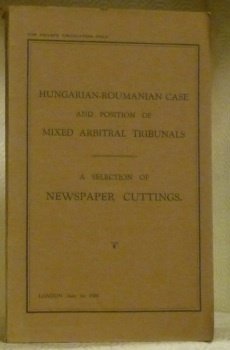 FOR PRIVATE CIRCULATION ONLY.
HUNGARIAN-ROUMANIAN CASE
AND POSITION OF
MIXED ARBITRAL TRIBUNALS
A SELECTION OF
NEWSPAPER CUTTINGS.
LONDON